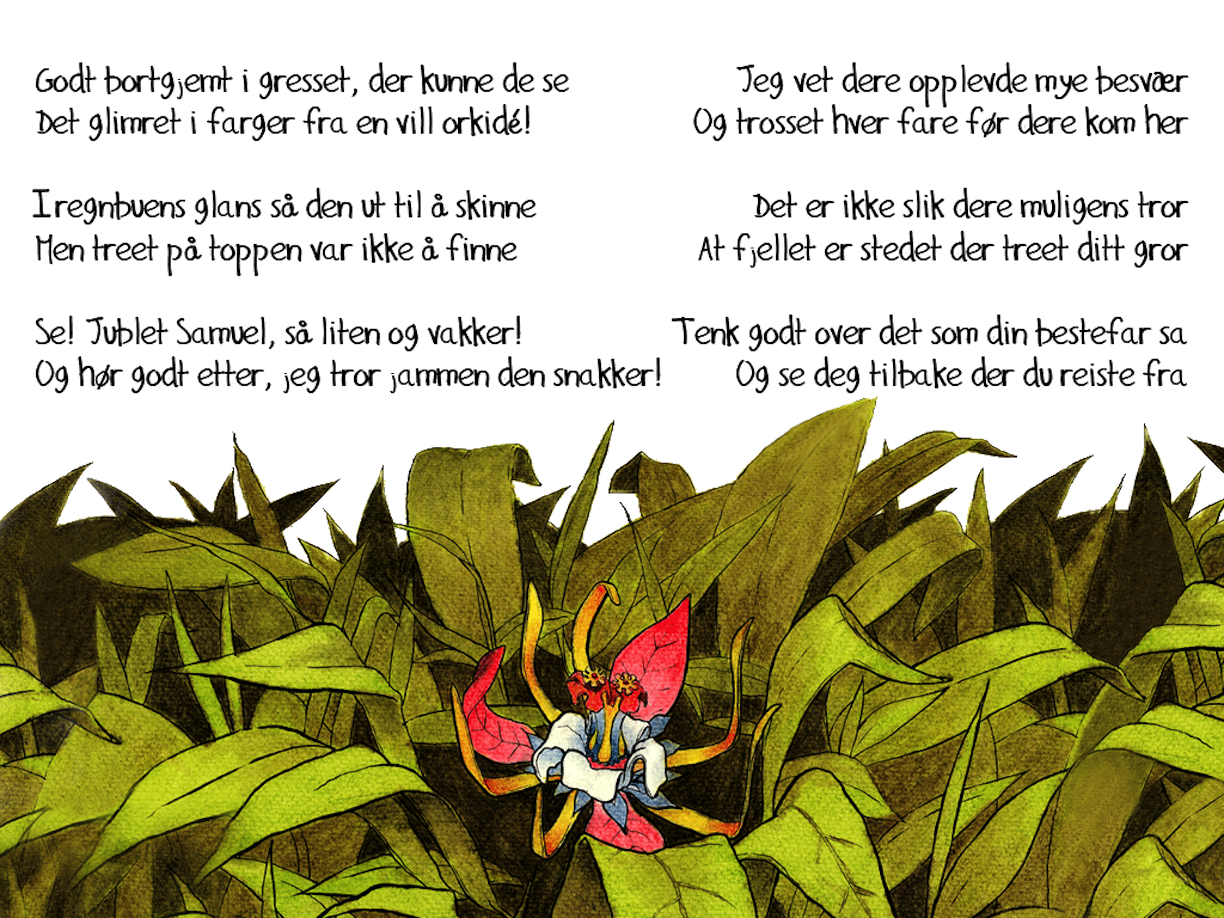 Godt bortgjemt i gresset, der kunne de se
Det glimret i farger fra en vill orkidé!
I regnbuens glans så den ut til å skinne
Men treet på toppen var ikke å finne
Se! Jublet Samuel, så liten og vakker!
Og hør godt etter, jeg tror jammen den snakker!
Jeg vet dere opplevde mye besvær
Og trosset hver fare før dere kom her
Det er ikke slik dere muligens tror
At fjellet er stedet der treet ditt gror
Tenk godt over det som din bestefar sa
Og se deg tilbake der du reiste fra